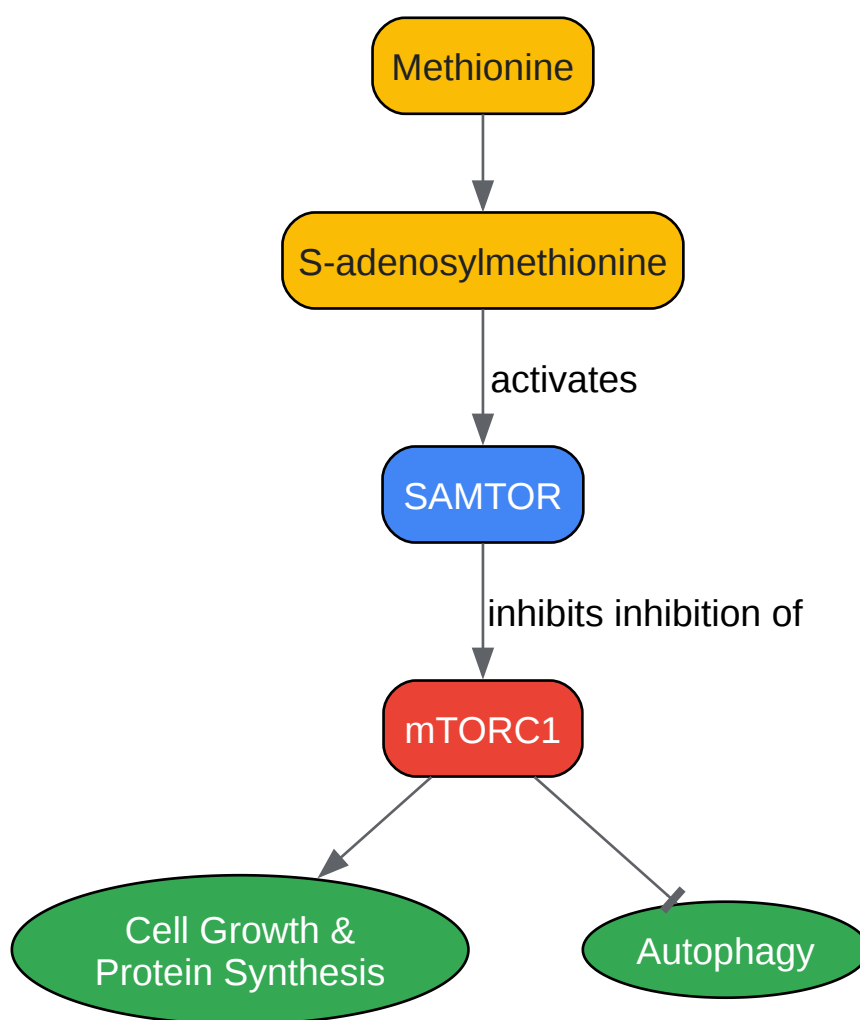 Methionine
S-adenosylmethionine
activates
SAMTOR
inhibits inhibition of
mTORC1
Cell Growth &
Protein Synthesis
Autophagy